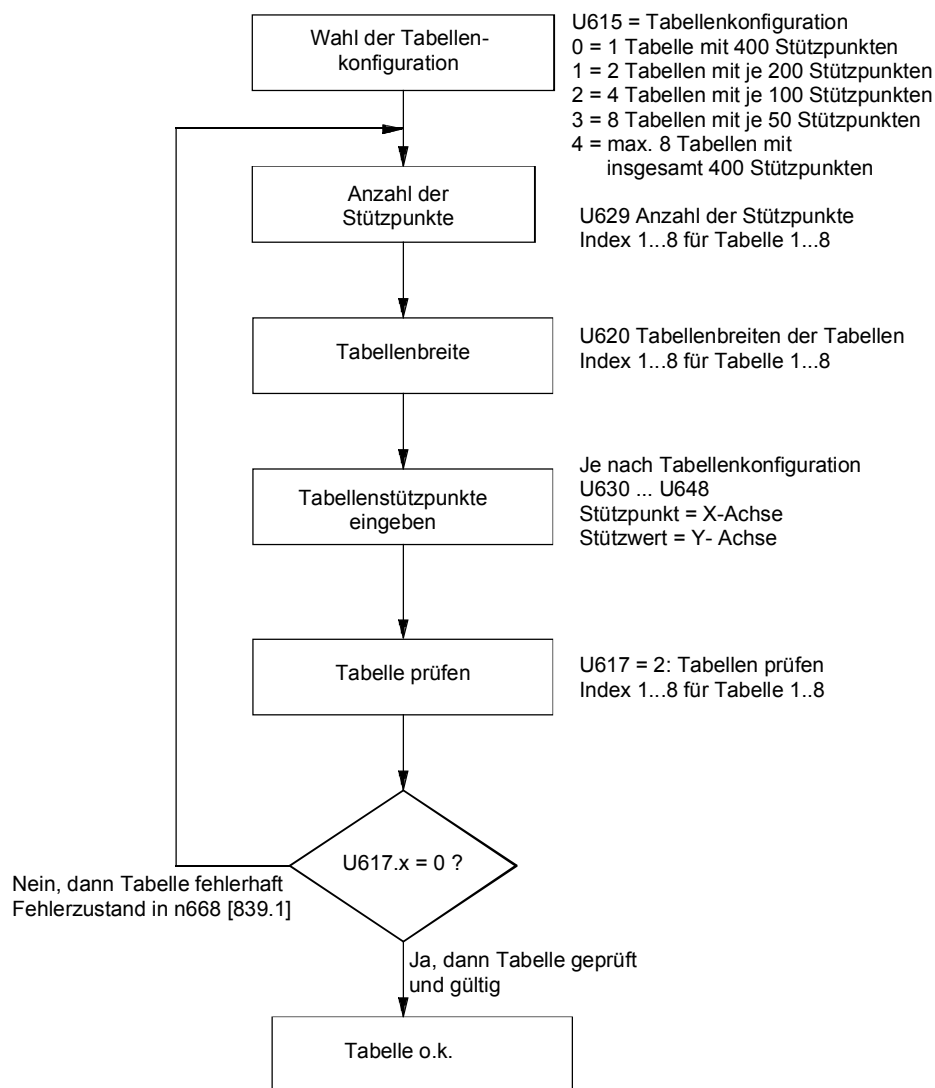 Wahl der Tabellen-
konfiguration
U615 = Tabellenkonfiguration
0 = 1 Tabelle mit 400 Stützpunkten
1 = 2 Tabellen mit je 200 Stützpunkten
2 = 4 Tabellen mit je 100 Stützpunkten
3 = 8 Tabellen mit je 50 Stützpunkten
4 = max. 8 Tabellen mit
insgesamt 400 Stützpunkten
Anzahl der
Stützpunkte
U629 Anzahl der Stützpunkte
Index 1...8 für Tabelle 1...8
Tabellenbreite
U620 Tabellenbreiten der Tabellen
Index 1...8 für Tabelle 1...8
Tabellenstützpunkte
eingeben
Je nach Tabellenkonfiguration
U630 ... U648
Stützpunkt = X-Achse
Stützwert = Y- Achse
Tabelle prüfen
U617 = 2: Tabellen prüfen
Index 1...8 für Tabelle 1..8
U617.x = 0 ?
Nein, dann Tabelle fehlerhaft
Fehlerzustand in n668 [839.1]
Ja, dann Tabelle geprüft
und gültig
Tabelle o.k.